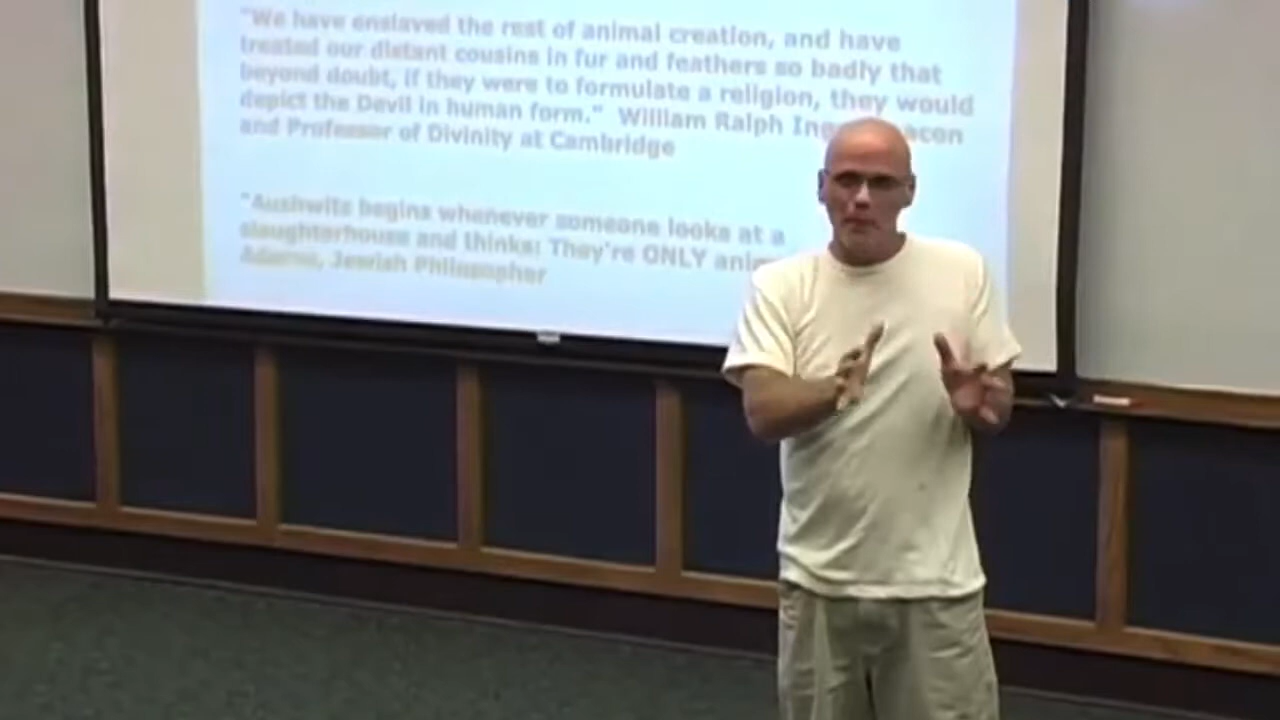 "We have enslaved the rest of animal creation, and have
treated our distant cousins in fur and feathers so badly that
beyond doubt, if they were to formulate a religion, they would
depict the Devil in human form." William Ralph Inge
and Professor of Divinity at Cambridge
"Aushwitz begins whenever someone looks at a
slaughterhouse and thinks: They're ONLY
Adorno, Jewish Philosopher